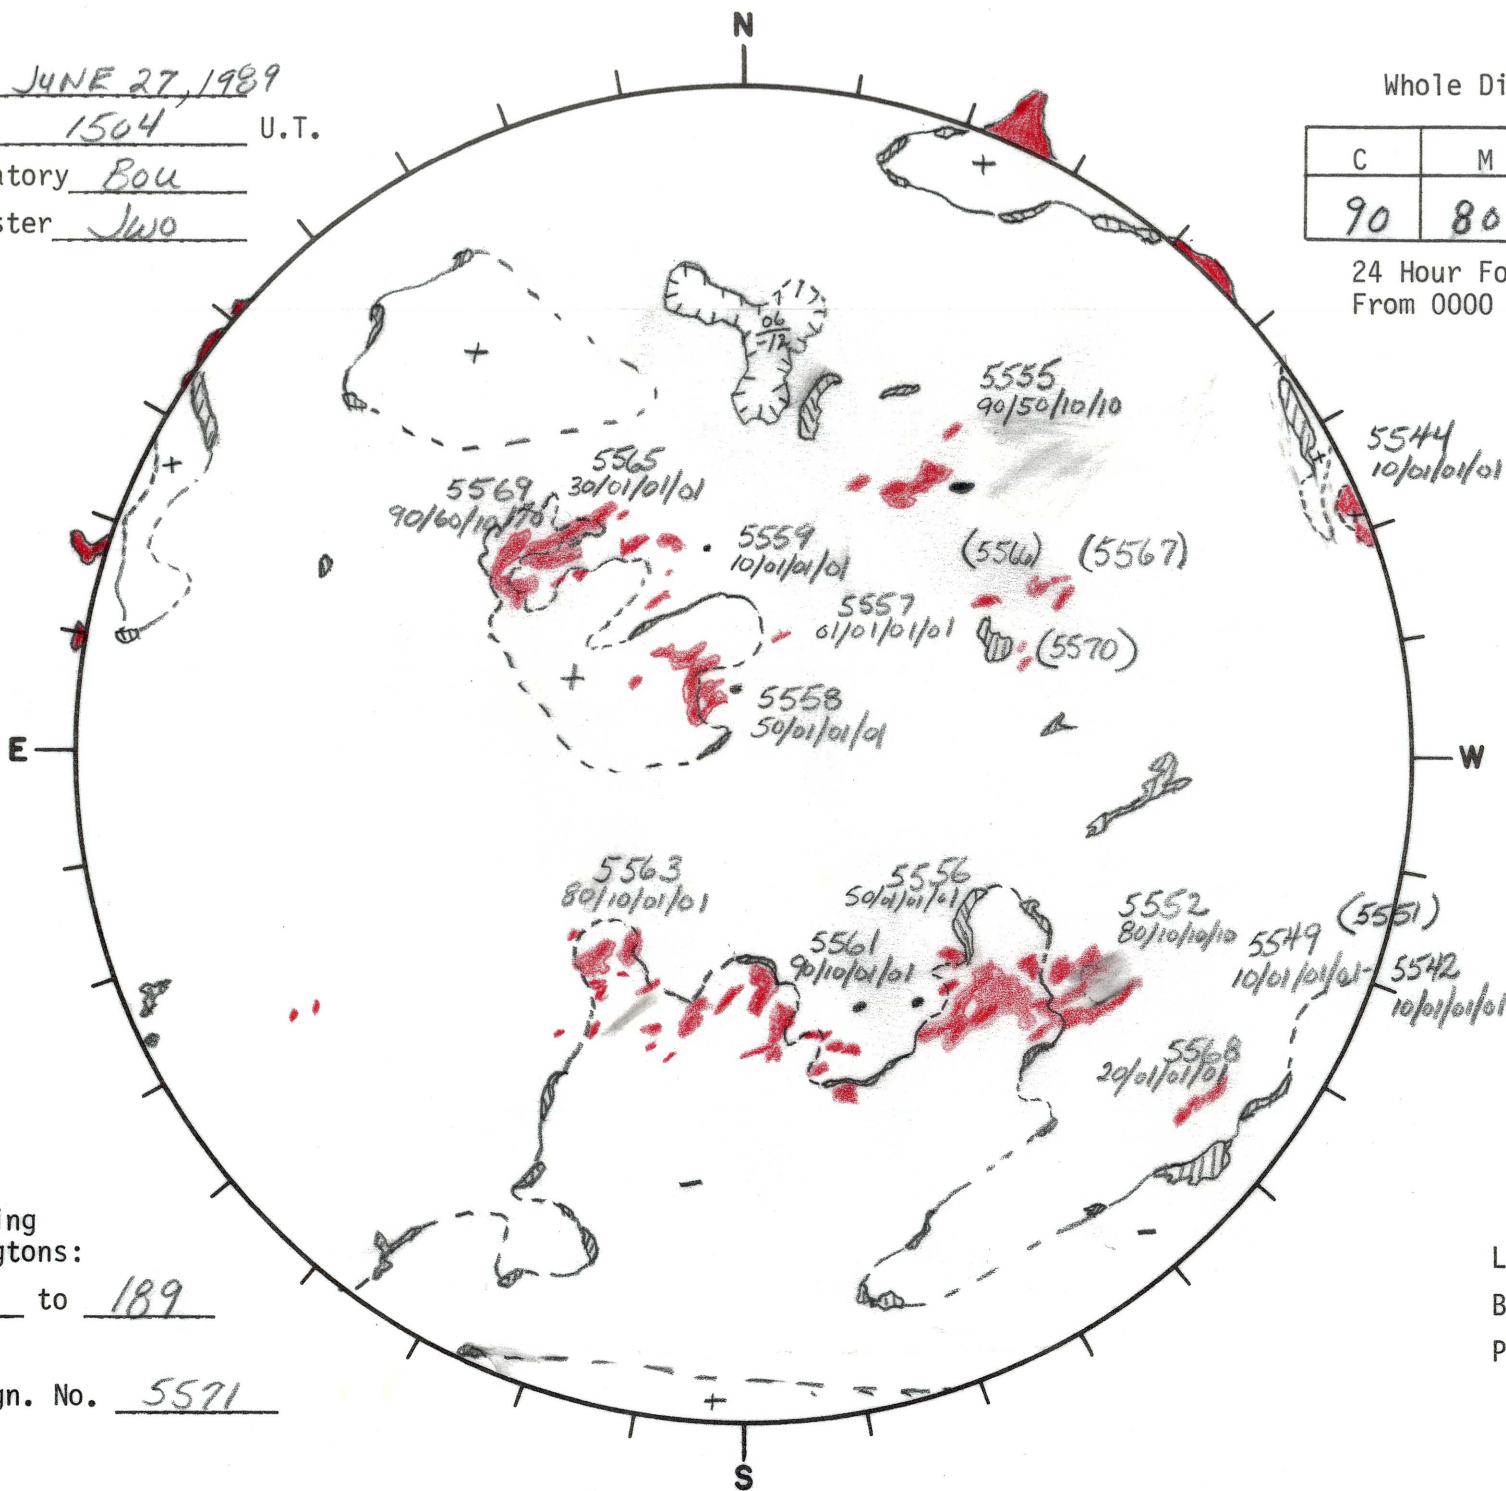 N
JUNE 27, 1989
1504 U.T.
atory Bou
ster Jwo
Whole Di
C M
90 80
24 Hour Fo
From 0000
06
-12
+
+
+
5555
90/50/10/10
5544
10/01/01/01
+
5565
30/01/01/01
5569
90/60/10/10
5559
10/01/01/01
(5566) (5567)
5557
01/01/01/01
(5570)
+
5558
50/01/01/01
E
W
5563
80/10/01/01
5556
50/01/01/01
5552
80/10/10/10
(5551)
5561
90/10/01/01
5549
10/01/01/01
5542
10/01/01/01
5568
20/01/01/01
-
-
ing
gtons:
to 189
gn. No. 5571
L
B
P
+
S